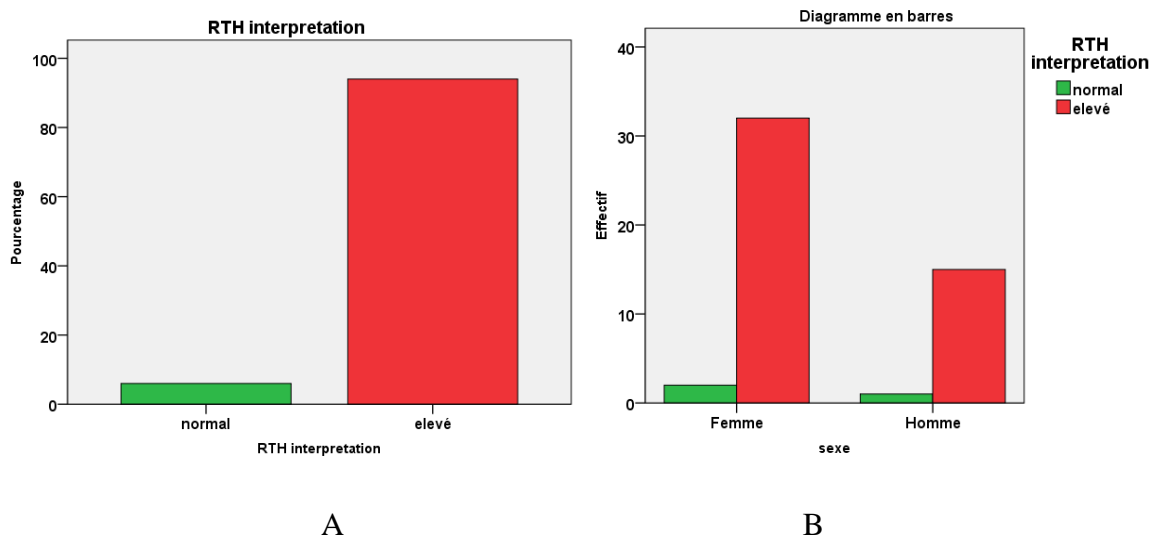 RTH interpretation
Pourcentage
100
80
60
40
20
0
normal
elevé
RTH interpretation
A
Diagramme en barres
Effectif
40
30
20
10
0
Femme
Homme
sexe
RTH
interpretation
normal
elevé
B